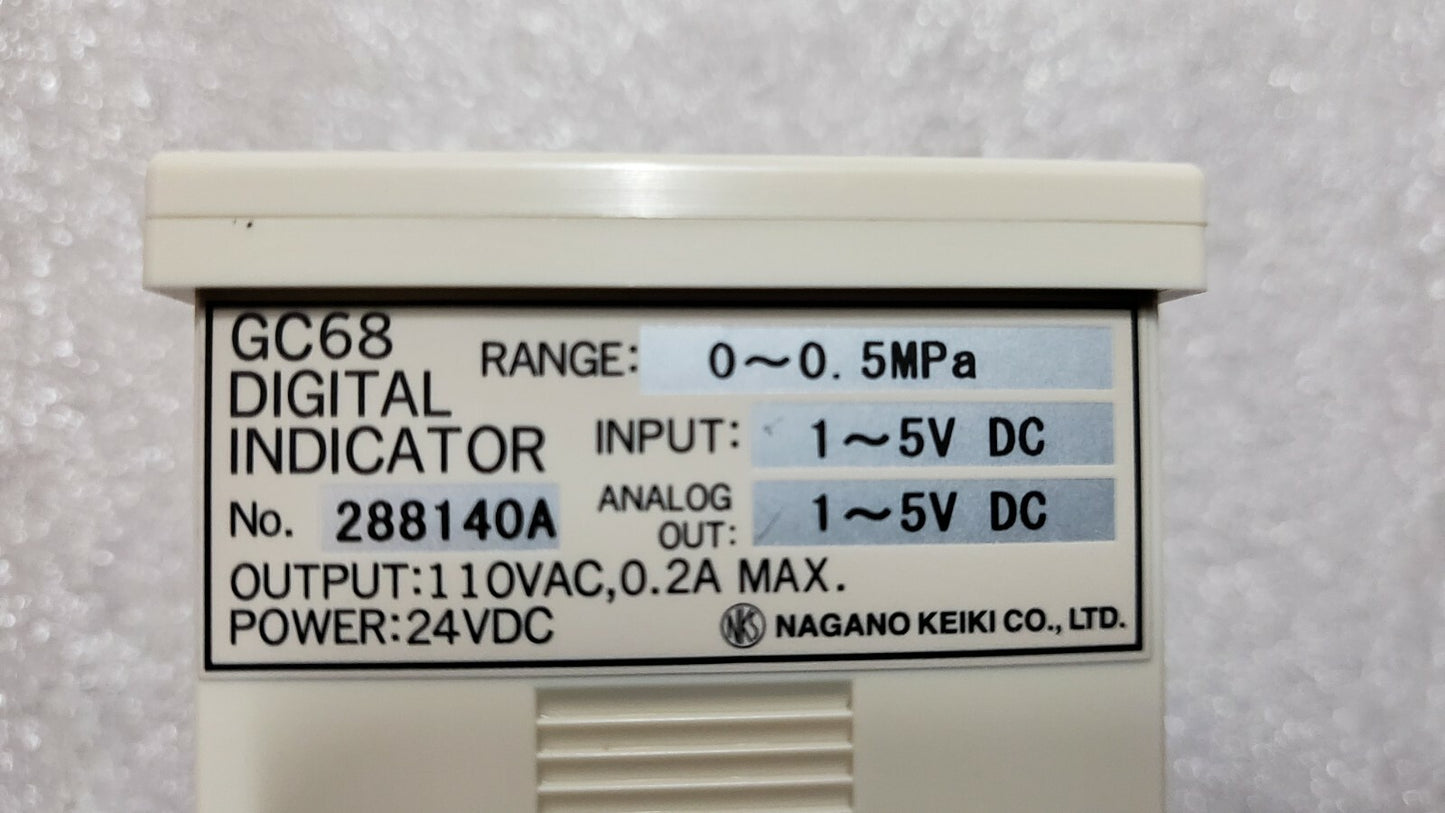 GC68
DIGITAL
INDICATOR
RANGE: 0～0.5MPa
INPUT: 1～5V DC
No. 288140A
ANALOG
OUT: 1～5V DC
OUTPUT:110VAC,0.2A MAX.
POWER:24VDC
NKS NAGANO KEIKI CO., LTD.